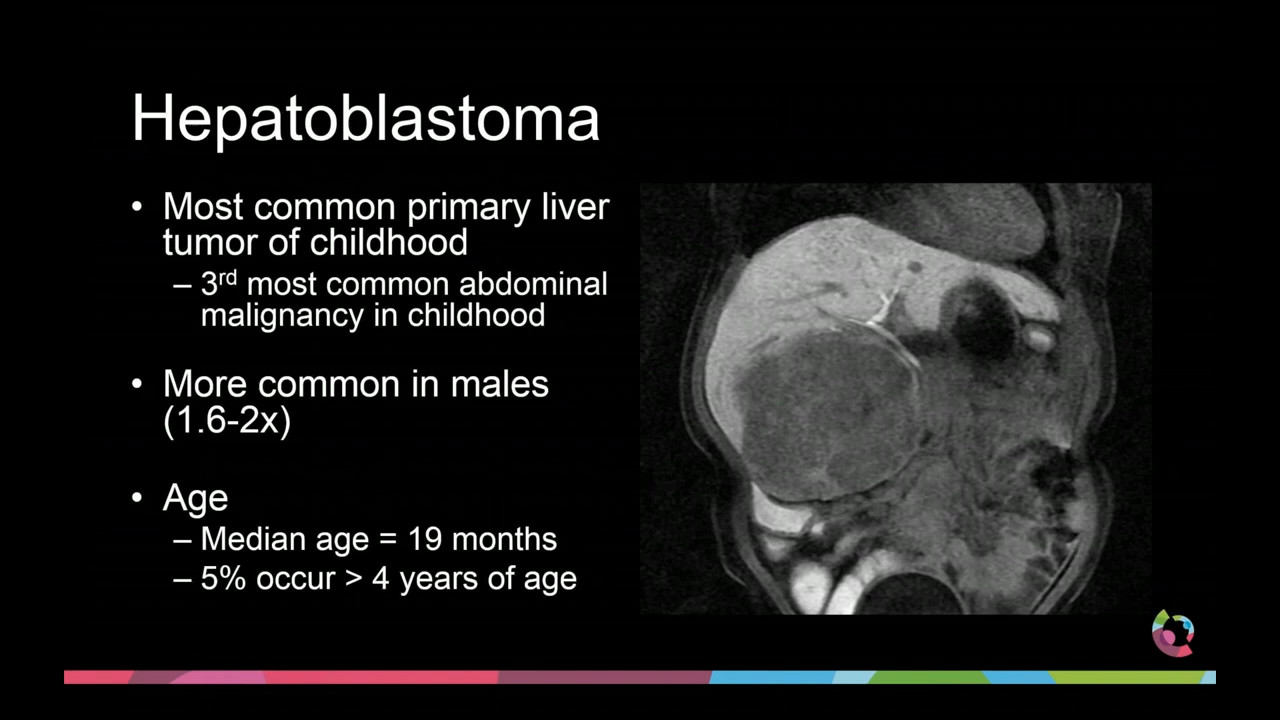 Hepatoblastoma
• Most common primary liver
tumor of childhood
– 3rd most common abdominal
malignancy in childhood
• More common in males
(1.6-2x)
• Age
– Median age = 19 months
– 5% occur > 4 years of age